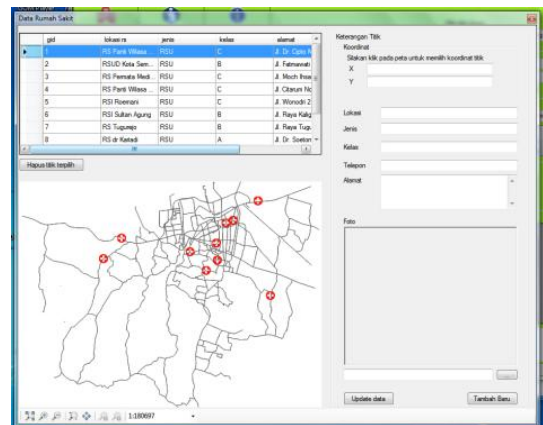 Data Rumah Sakit
gid lokasi rs jenis kelas alamat
1 RS Panti Wilasa ... RSU C Jl. Dr. Cipto
2 RSUD Kota Sem... RSU B Jl. Fatmawati
3 RS Permata Medi... RSU C Jl. Moch
4 RS Panti Wilasa ... RSU C Jl. Citarum No
5 RSI Roemani RSU C Jl. Wonodri 2
6 RSI Sultan Agung RSU B Jl. Raya Kalig
7 RS Tugurejo RSU B Jl. Raya Tugu
8 RS dr Kariadi RSU A Jl. Dr. Soetom
Hapus titik terpilih
Keterangan Titik
Koordinat
Silakan klik pada peta untuk memilih koordinat titik
X
Y
Lokasi
Jenis
Kelas
Telepon
Alamat
Foto
...
Update data
Tambah Baru
1:180697